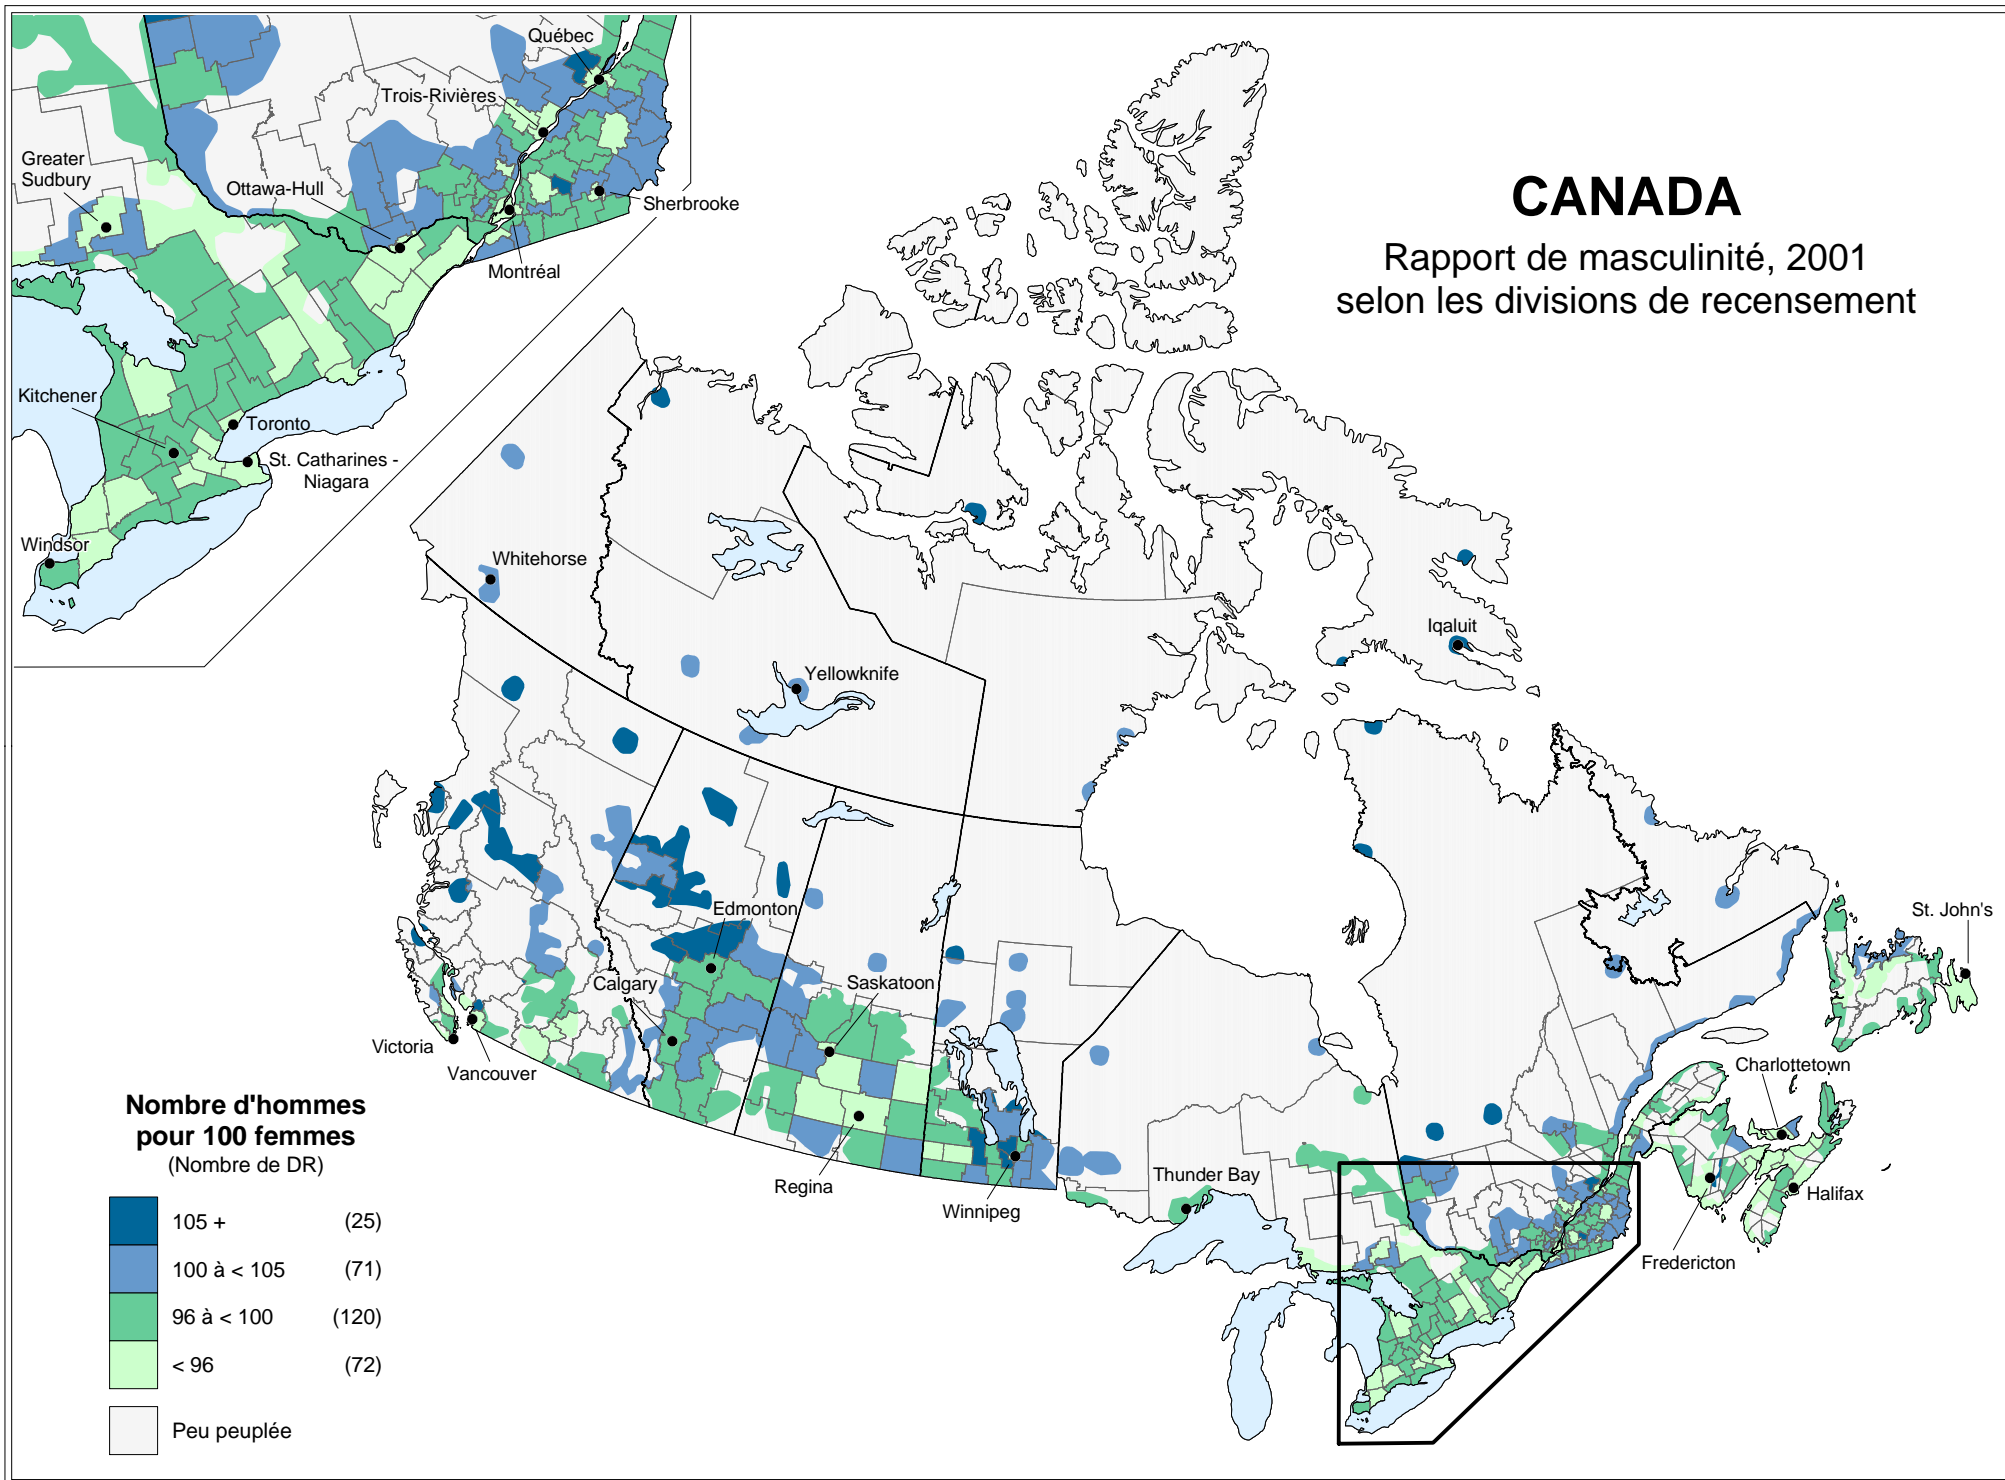 CANADA
Rapport de masculinité, 2001
selon les divisions de recensement
Québec
Trois-Rivières
Greater
Sudbury
Ottawa-Hull
Sherbrooke
Montréal
Kitchener
Toronto
St. Catharines -
Niagara
Windsor
Whitehorse
Yellowknife
Iqaluit
Edmonton
Calgary
Saskatoon
St. John's
Victoria
Vancouver
Charlottetown
Regina
Winnipeg
Thunder Bay
Halifax
Fredericton
Nombre d'hommes
pour 100 femmes
(Nombre de DR)
105 + (25)
100 à < 105 (71)
96 à < 100 (120)
< 96 (72)
Peu peuplée